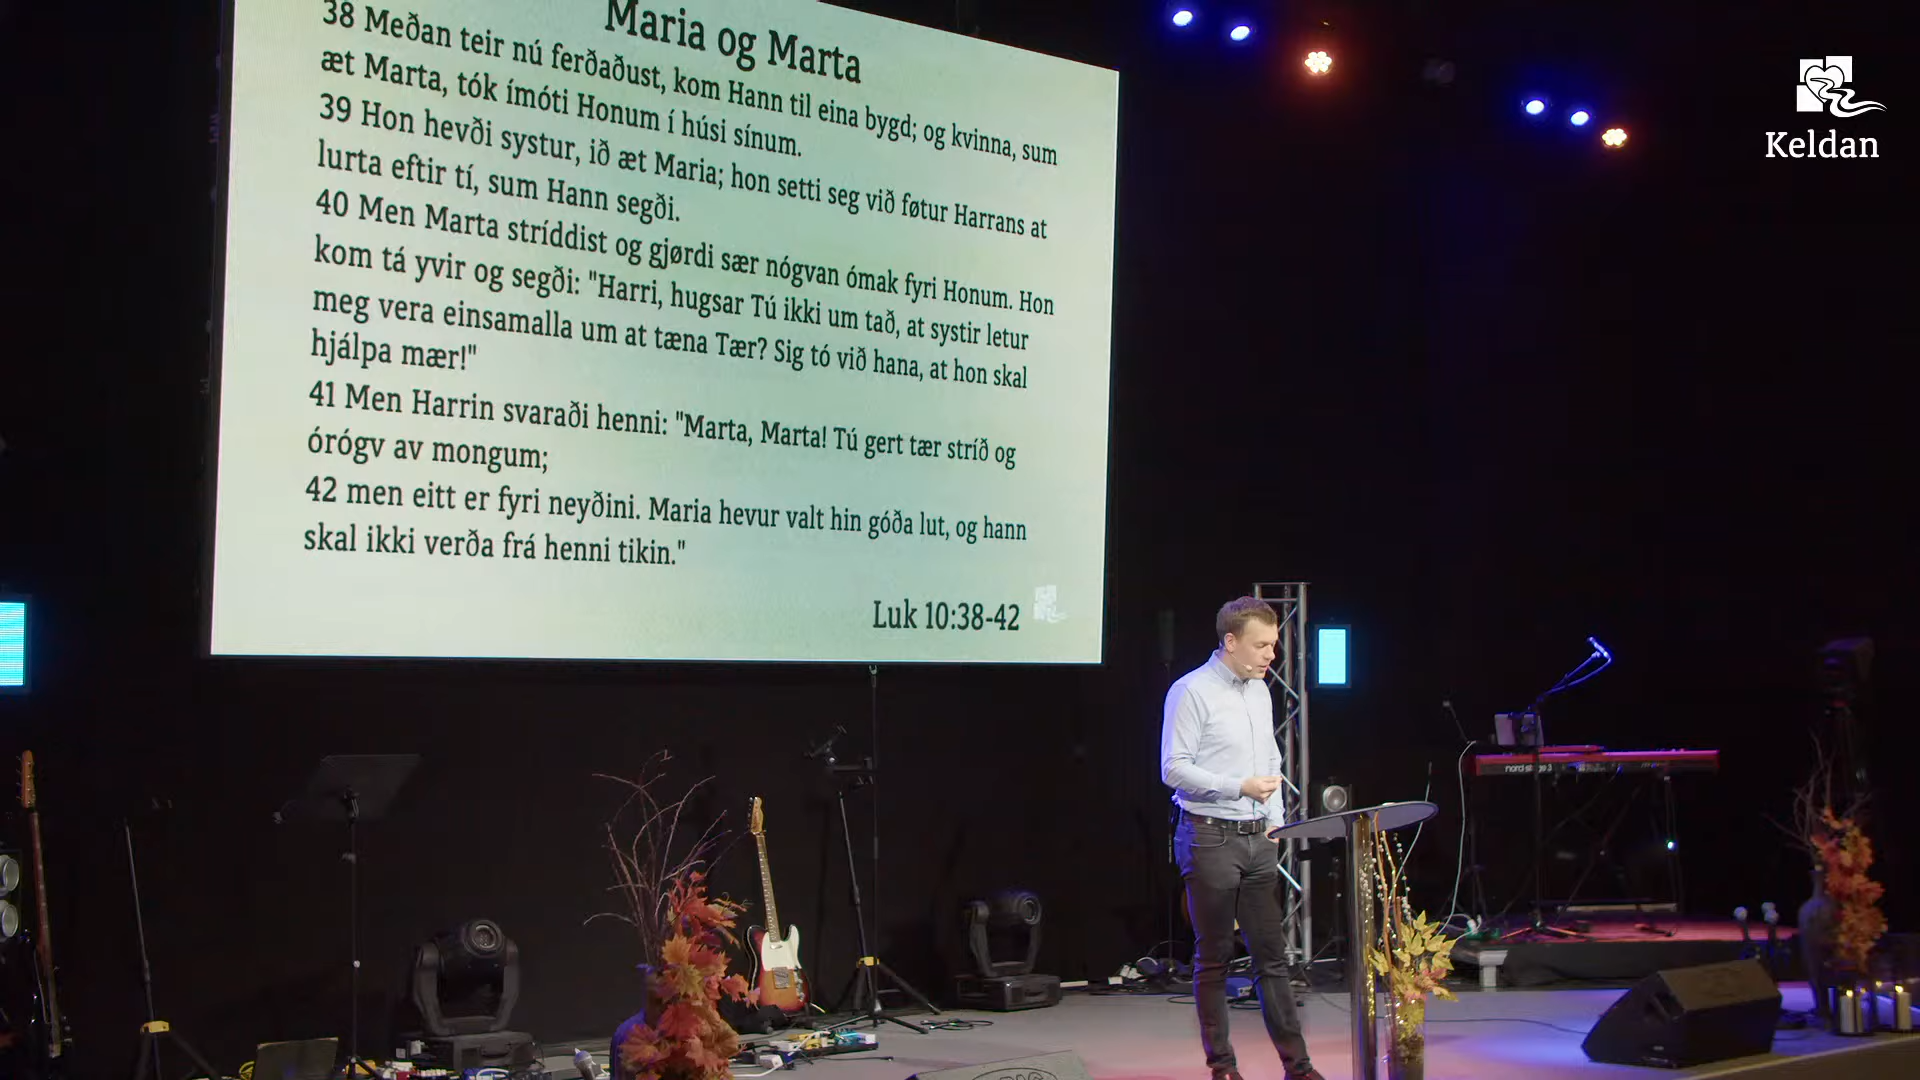 Maria og Marta
38 Meðan teir nú ferðaðust, kom Hann til eina bygd; og kvinna, sum
æt Marta, tók ímóti Honum í húsi sínum.
39 Hon hevði systur, ið æt Maria; hon setti seg við føtur Harrans at
lurta eftir tí, sum Hann segði.
40 Men Marta stríddist og gjørdi sær nógvan ómak fyri Honum. Hon
kom tá yvir og segði: "Harri, hugsar Tú ikki um tað, at systir letur
meg vera einsamalla um at tæna Tær? Sig tó við hana, at hon skal
hjálpa mær!"
41 Men Harrin svaraði henni: "Marta, Marta! Tú gert tær stríð og
órógv av mongum;
42 men eitt er fyri neyðini. Maria hevur valt hin góða lut, og hann
skal ikki verða frá henni tikin."
Luk 10:38-42
Keldan
nord stage 3